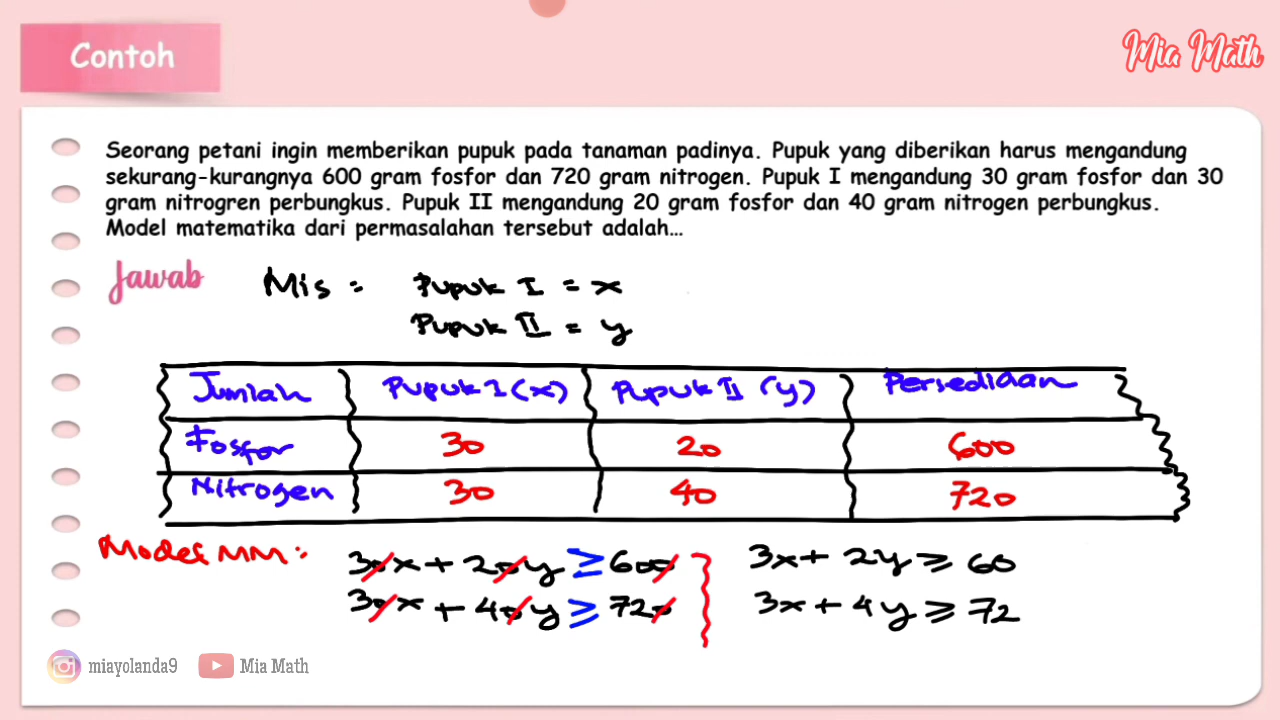 Contoh
Mia Math
Seorang petani ingin memberikan pupuk pada tanaman padinya. Pupuk yang diberikan harus mengandung
sekurang-kurangnya 600 gram fosfor dan 720 gram nitrogen. Pupuk I mengandung 30 gram fosfor dan 30
gram nitrogren perbungkus. Pupuk II mengandung 20 gram fosfor dan 40 gram nitrogen perbungkus.
Model matematika dari permasalahan tersebut adalah...
Jawab
Mis = Pupuk I = x
Pupuk II = y
Jumlah Pupuk I (x) Pupuk II (y) Persediaan
Fosfor 30 20 600
Nitrogen 30 40 720
Model MM:
30x + 20y ≥ 600 3x + 2y ≥ 60
30x + 40y ≥ 720 3x + 4y ≥ 72
miyolanda9 Mia Math